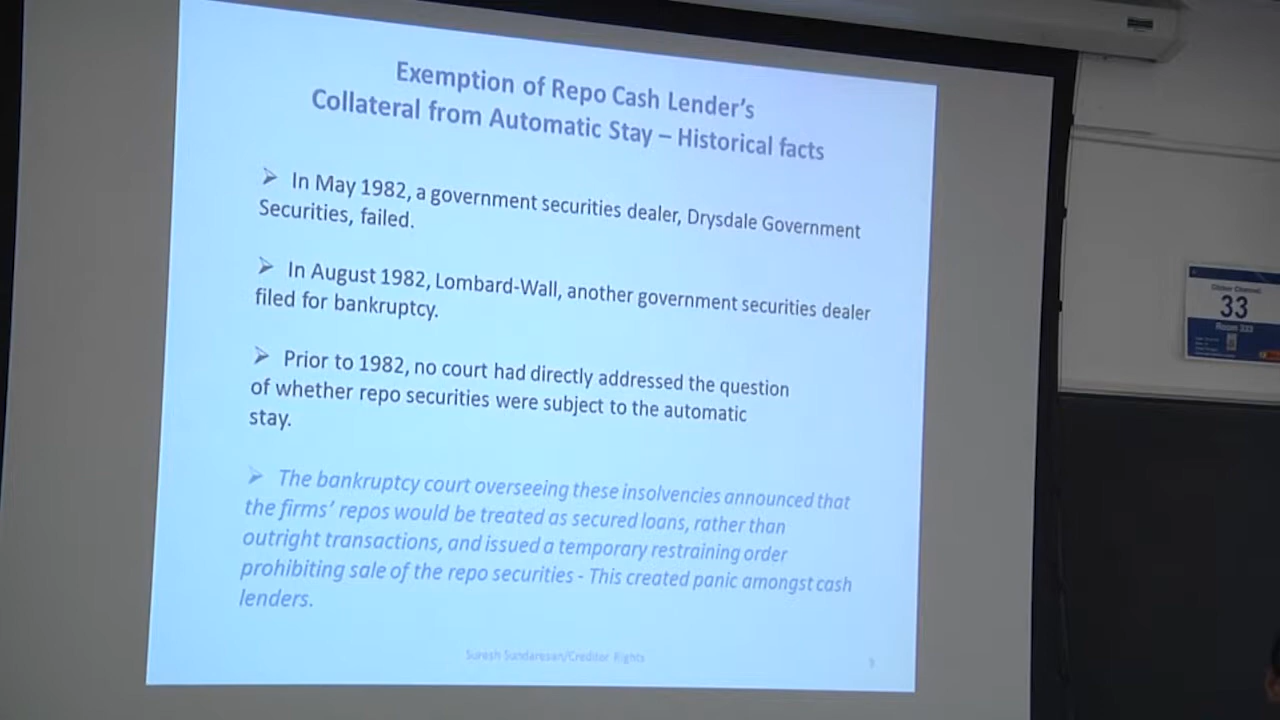 Exemption of Repo Cash Lender's
Collateral from Automatic Stay – Historical facts
➢ In May 1982, a government securities dealer, Drysdale Government
Securities, failed.
➢ In August 1982, Lombard-Wall, another government securities dealer
filed for bankruptcy.
➢ Prior to 1982, no court had directly addressed the question
of whether repo securities were subject to the automatic
stay.
➢ The bankruptcy court overseeing these insolvencies announced that
the firms' repos would be treated as secured loans, rather than
outright transactions, and issued a temporary restraining order
prohibiting sale of the repo securities - This created panic amongst cash
lenders.
Suresh Sundaresan/Creditor Rights
33
Room 333